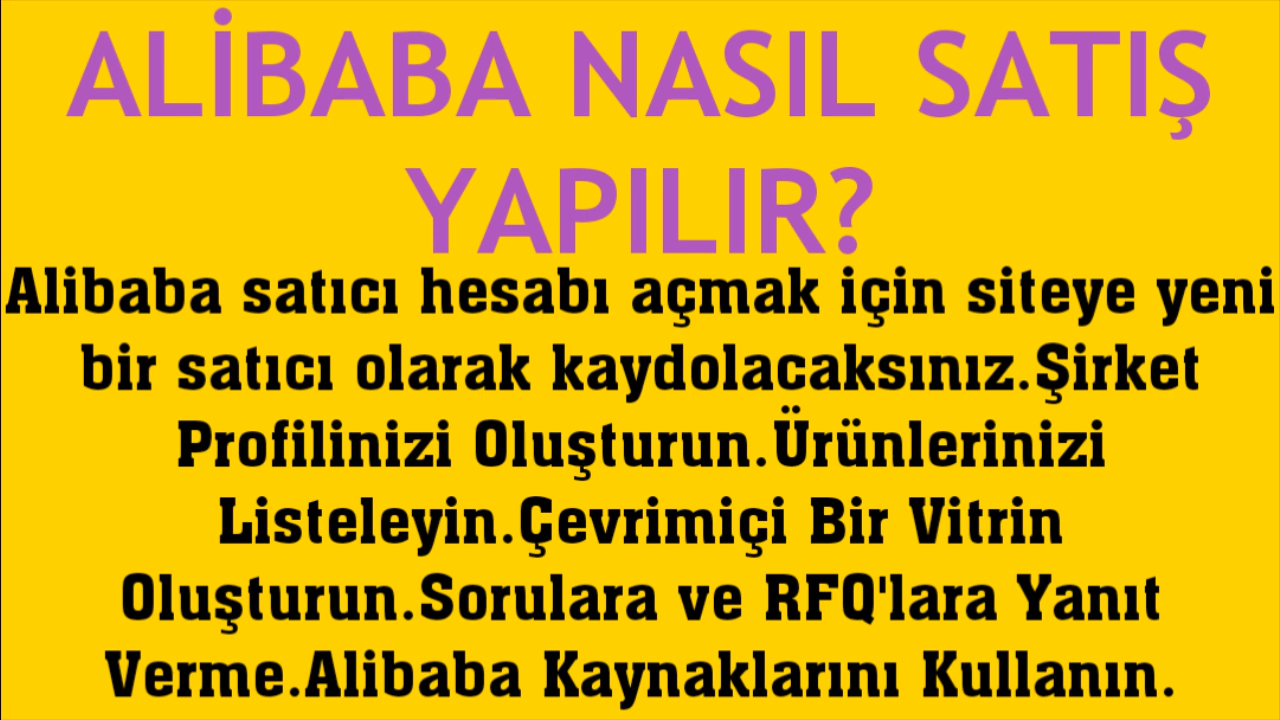 ALİBABA NASIL SATIŞ
YAPILIR?
Alibaba satıcı hesabı açmak için siteye yeni
bir satıcı olarak kaydolacaksınız.Şirket
Profilinizi Oluşturun.Ürünlerinizi
Listeleyin.Çevrimiçi Bir Vitrin
Oluşturun.Sorulara ve RFQ'lara Yanıt
Verme.Alibaba Kaynaklarını Kullanın.